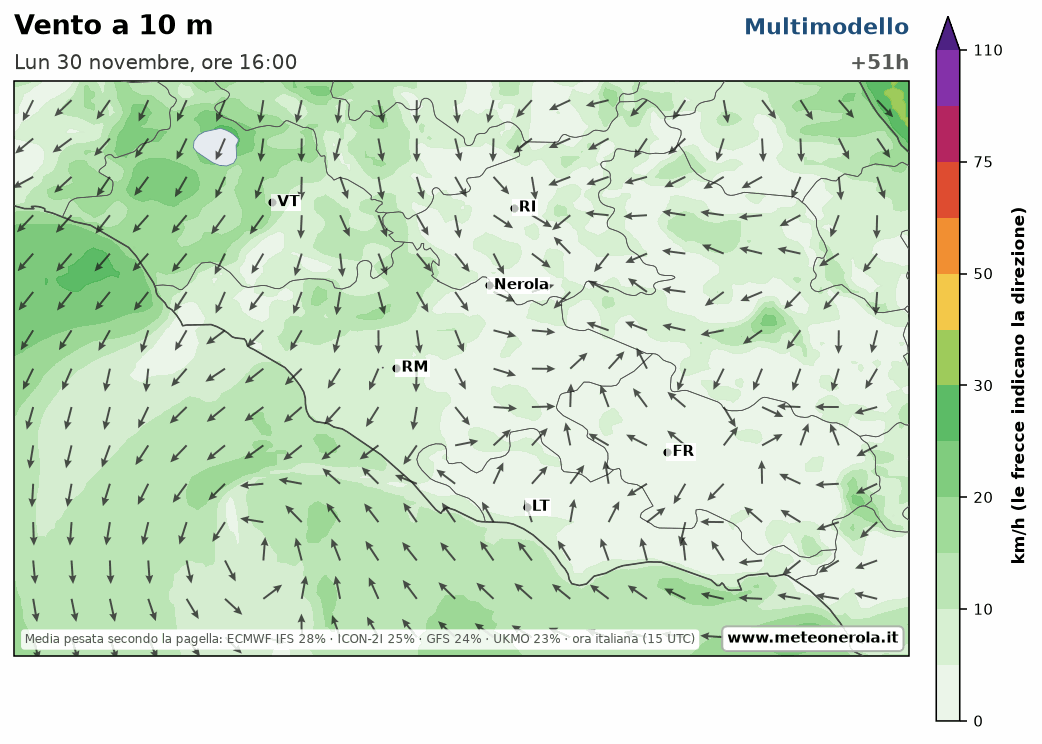 Vento a 10 m
Multimodello
Lun 30 novembre, ore 16:00
+51h
VT
RI
Nerola
RM
FR
LT
Media pesata secondo la pagella: ECMWF IFS 28% · ICON-2I 25% · GFS 24% · UKMO 23% · ora italiana (15 UTC)
www.meteonerola.it
110
75
50
30
20
10
0
km/h (le frecce indicano la direzione)